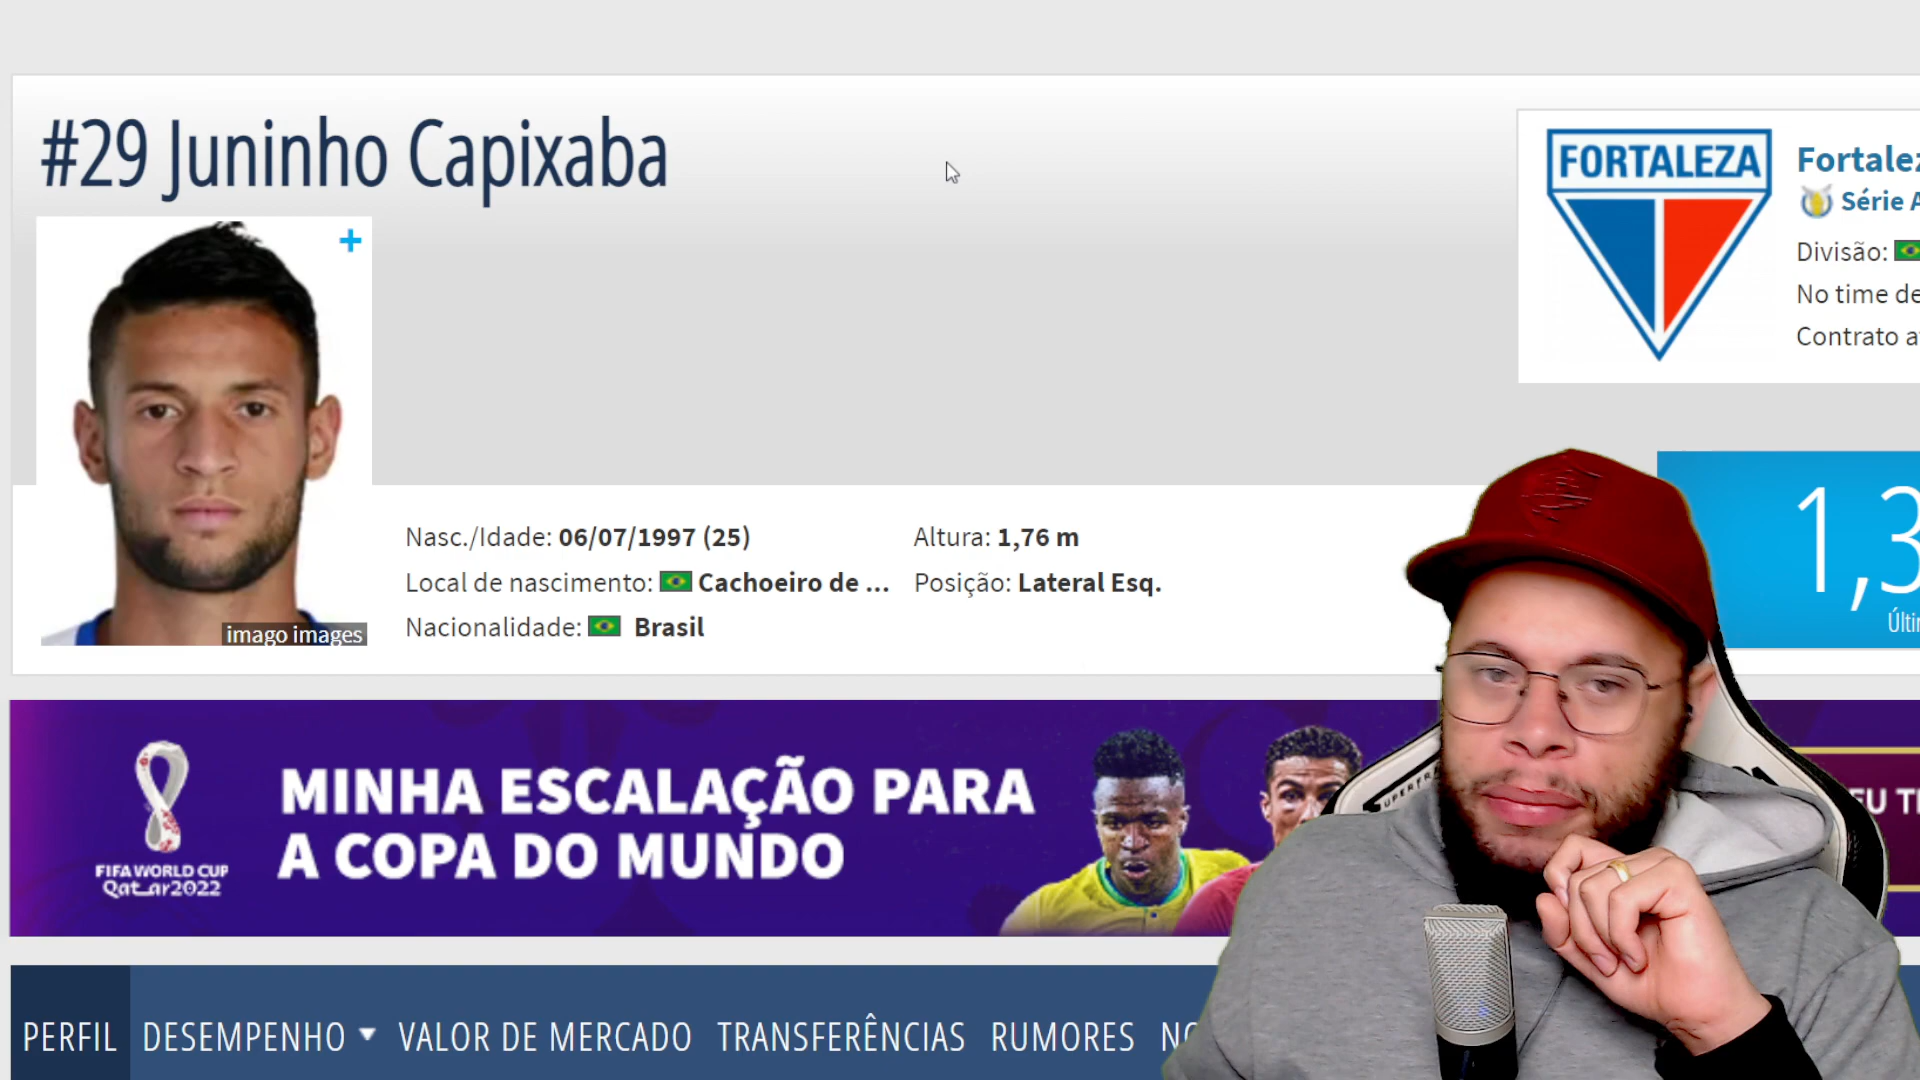 #29 Juninho Capixaba
FORTALEZA
Série
Divisão:
No time
Contrato
+
imago images
Nasc./Idade: 06/07/1997 (25)
Altura: 1,76 m
Local de nascimento: Cachoeiro de ...
Posição: Lateral Esq.
Nacionalidade: Brasil
1,3
MINHA ESCALAÇÃO PARA
A COPA DO MUNDO
FIFA WORLD CUP
Qatar2022
PERFIL DESEMPENHO VALOR DE MERCADO TRANSFERÊNCIAS RUMORES